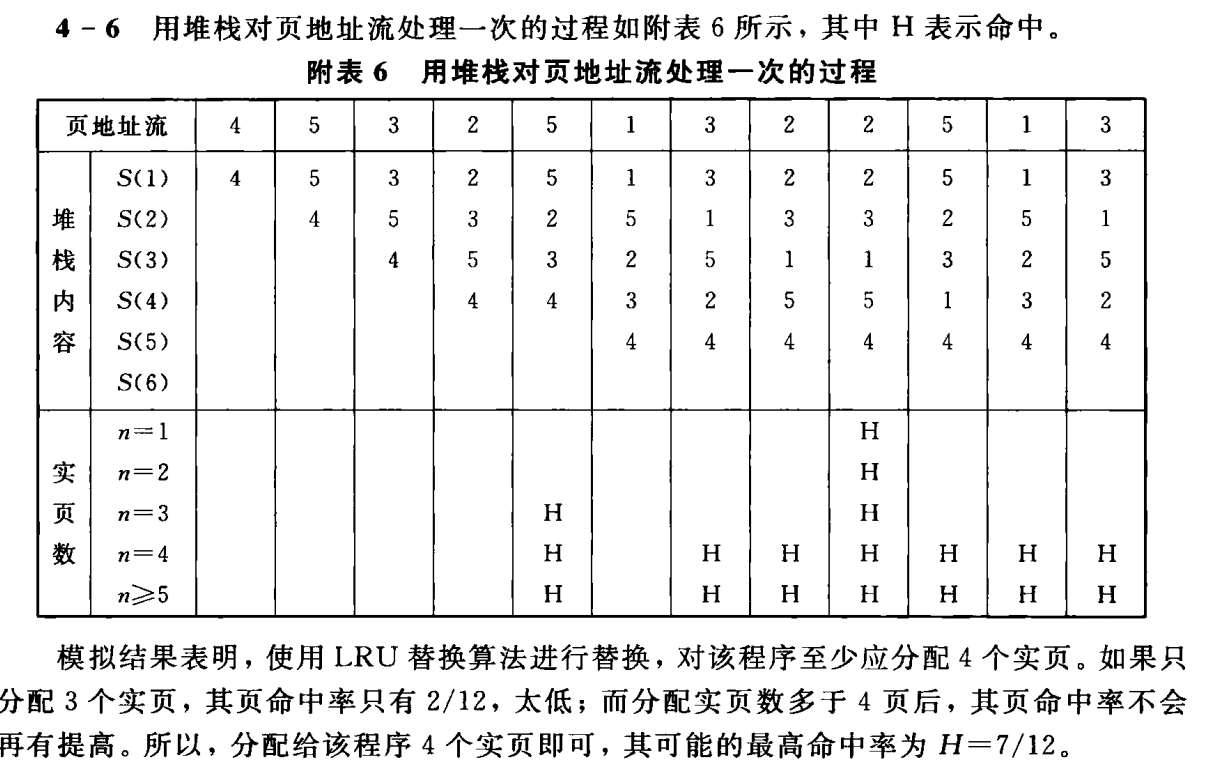 4-6 用堆栈对页地址流处理一次的过程如附表 6 所示，其中 H 表示命中。
附表 6 用堆栈对页地址流处理一次的过程
页地址流 4 5 3 2 5 1 3 2 2 5 1 3
堆栈内容
S(1) 4 5 3 2 5 1 3 2 2 5 1 3
S(2) 4 5 3 2 5 1 3 3 2 5 1
S(3) 4 5 3 2 5 1 1 3 2 5
S(4) 4 4 3 2 5 5 1 3 2
S(5) 4 4 4 4 4 4 4
S(6)
实页数
n=1 H
n=2 H
n=3 H H
n=4 H H H H H H H
n≥5 H H H H H H H
模拟结果表明，使用 LRU 替换算法进行替换，对该程序至少应分配 4 个实页。如果只
分配 3 个实页，其页命中率只有 2/12，太低；而分配实页数多于 4 页后，其页命中率不会
再有提高。所以，分配给该程序 4 个实页即可，其可能的最高命中率为 H=7/12。